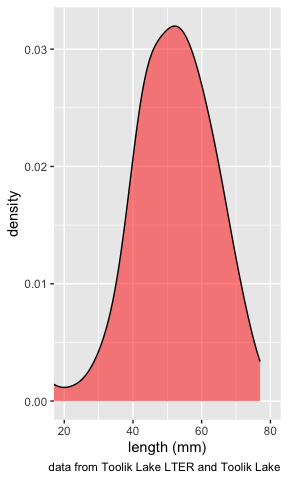 0.03
0.02
0.01
0.00
density
20 40 60 80
length (mm)
data from Toolik Lake LTER and Toolik Lake